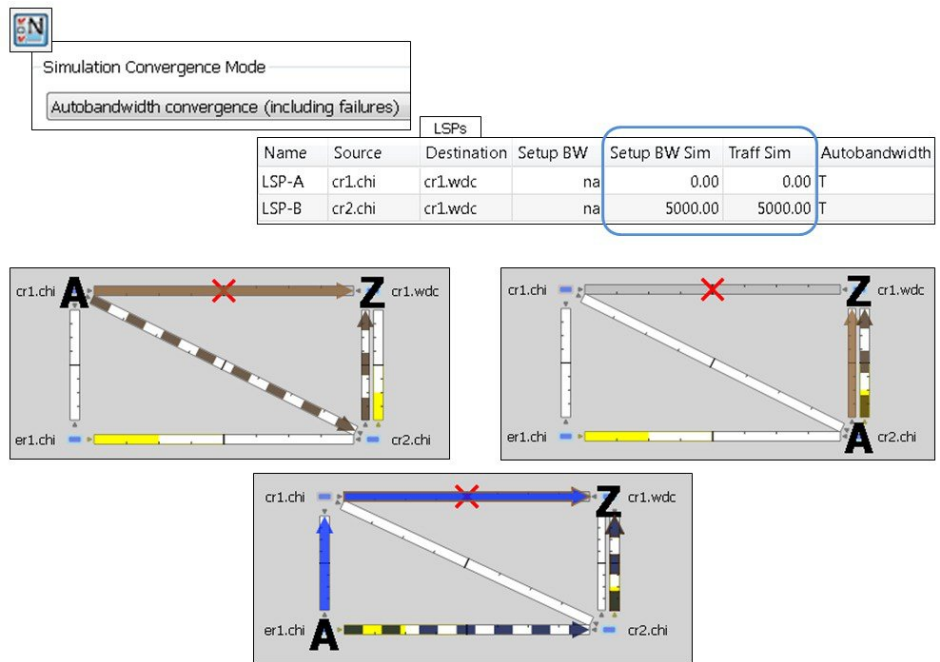 N
Simulation Convergence Mode
Autobandwidth convergence (including failures)
LSPs
Name Source Destination Setup BW Setup BW Sim Traff Sim Autobandwidth
LSP-A cr1.chi cr1.wdc na 0.00 0.00 T
LSP-B cr2.chi cr1.wdc na 5000.00 5000.00 T
cr1.chi A Z cr1.wdc
er1.chi cr2.chi
cr1.chi Z cr1.wdc
er1.chi A cr2.chi
cr1.chi Z cr1.wdc
er1.chi A cr2.chi